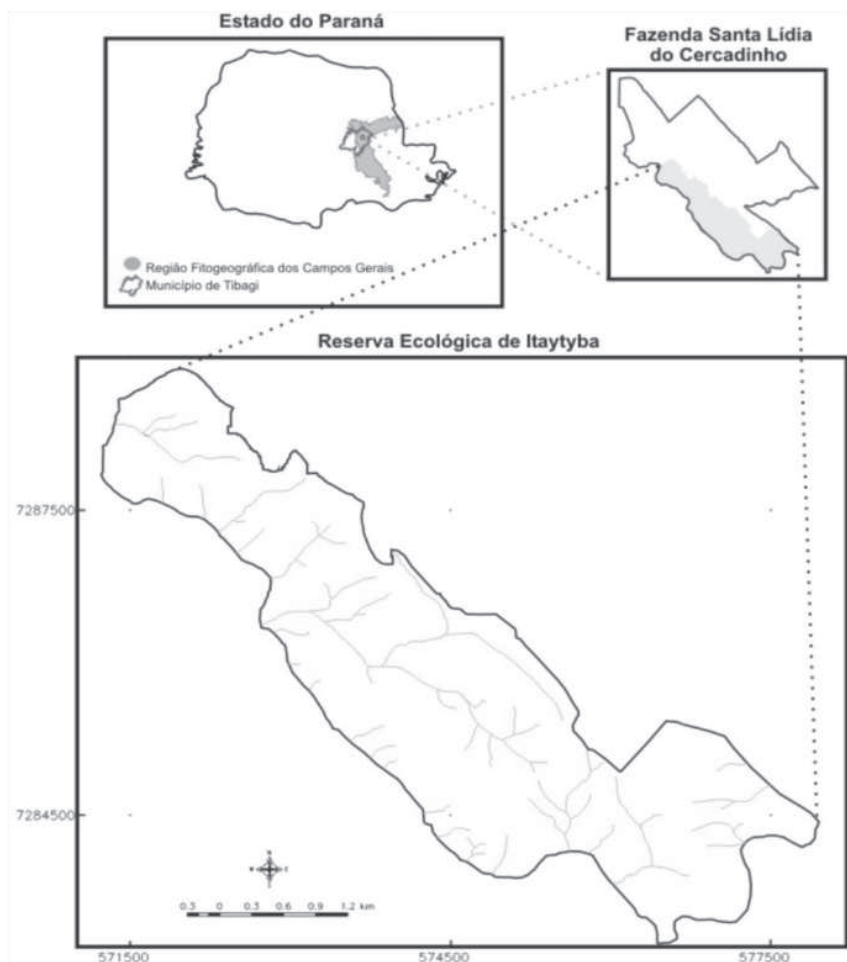 Estado do Paraná
Fazenda Santa Lídia
do Cercadinho
Região Fitogeográfica dos Campos Gerais
Município de Tibagi
Reserva Ecológica de Itaytyba
7287500
7284500
0.3 0 0.3 0.6 0.9 1.2 km
571500 574500 577500